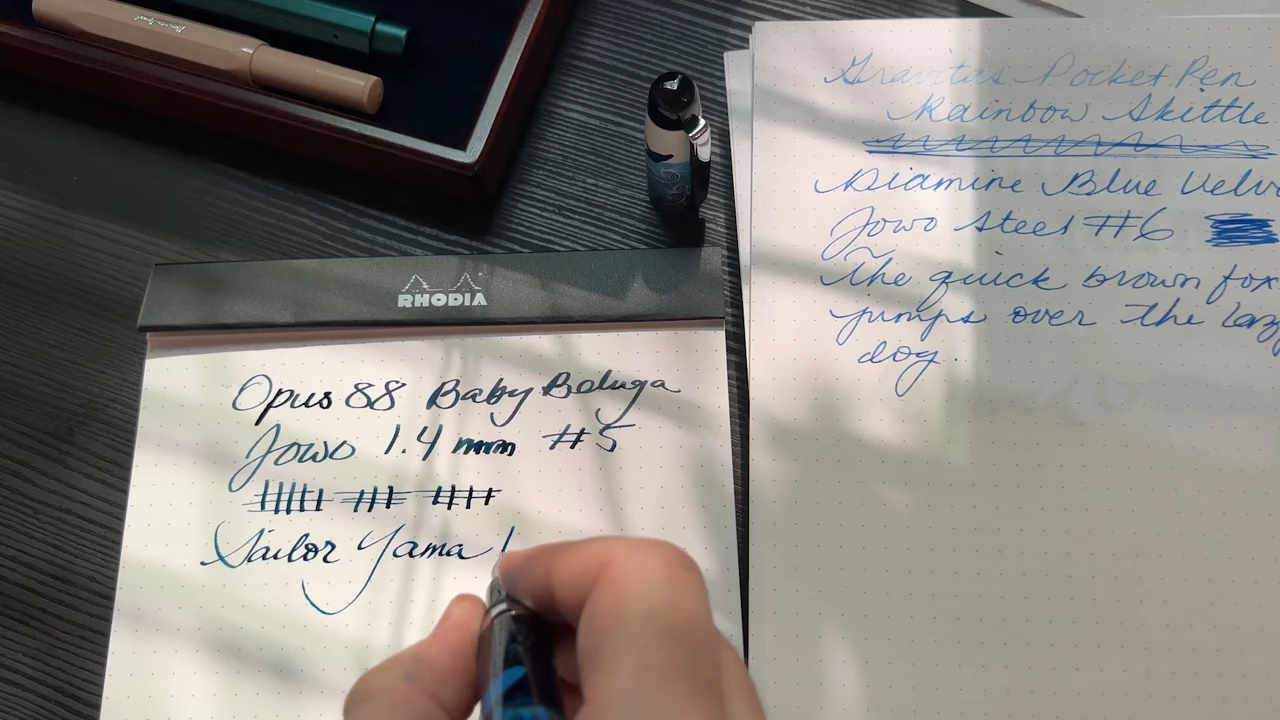 RHODIA
Opus 88 Baby Beluga
Jowo 1.4 mm #5
Sailor Yama
Gravitas Pocket Pen
Rainbow Skittle
Diamine Blue Velv
Jowo Steel #6
The quick brown fox
jumps over the lazy
dog.